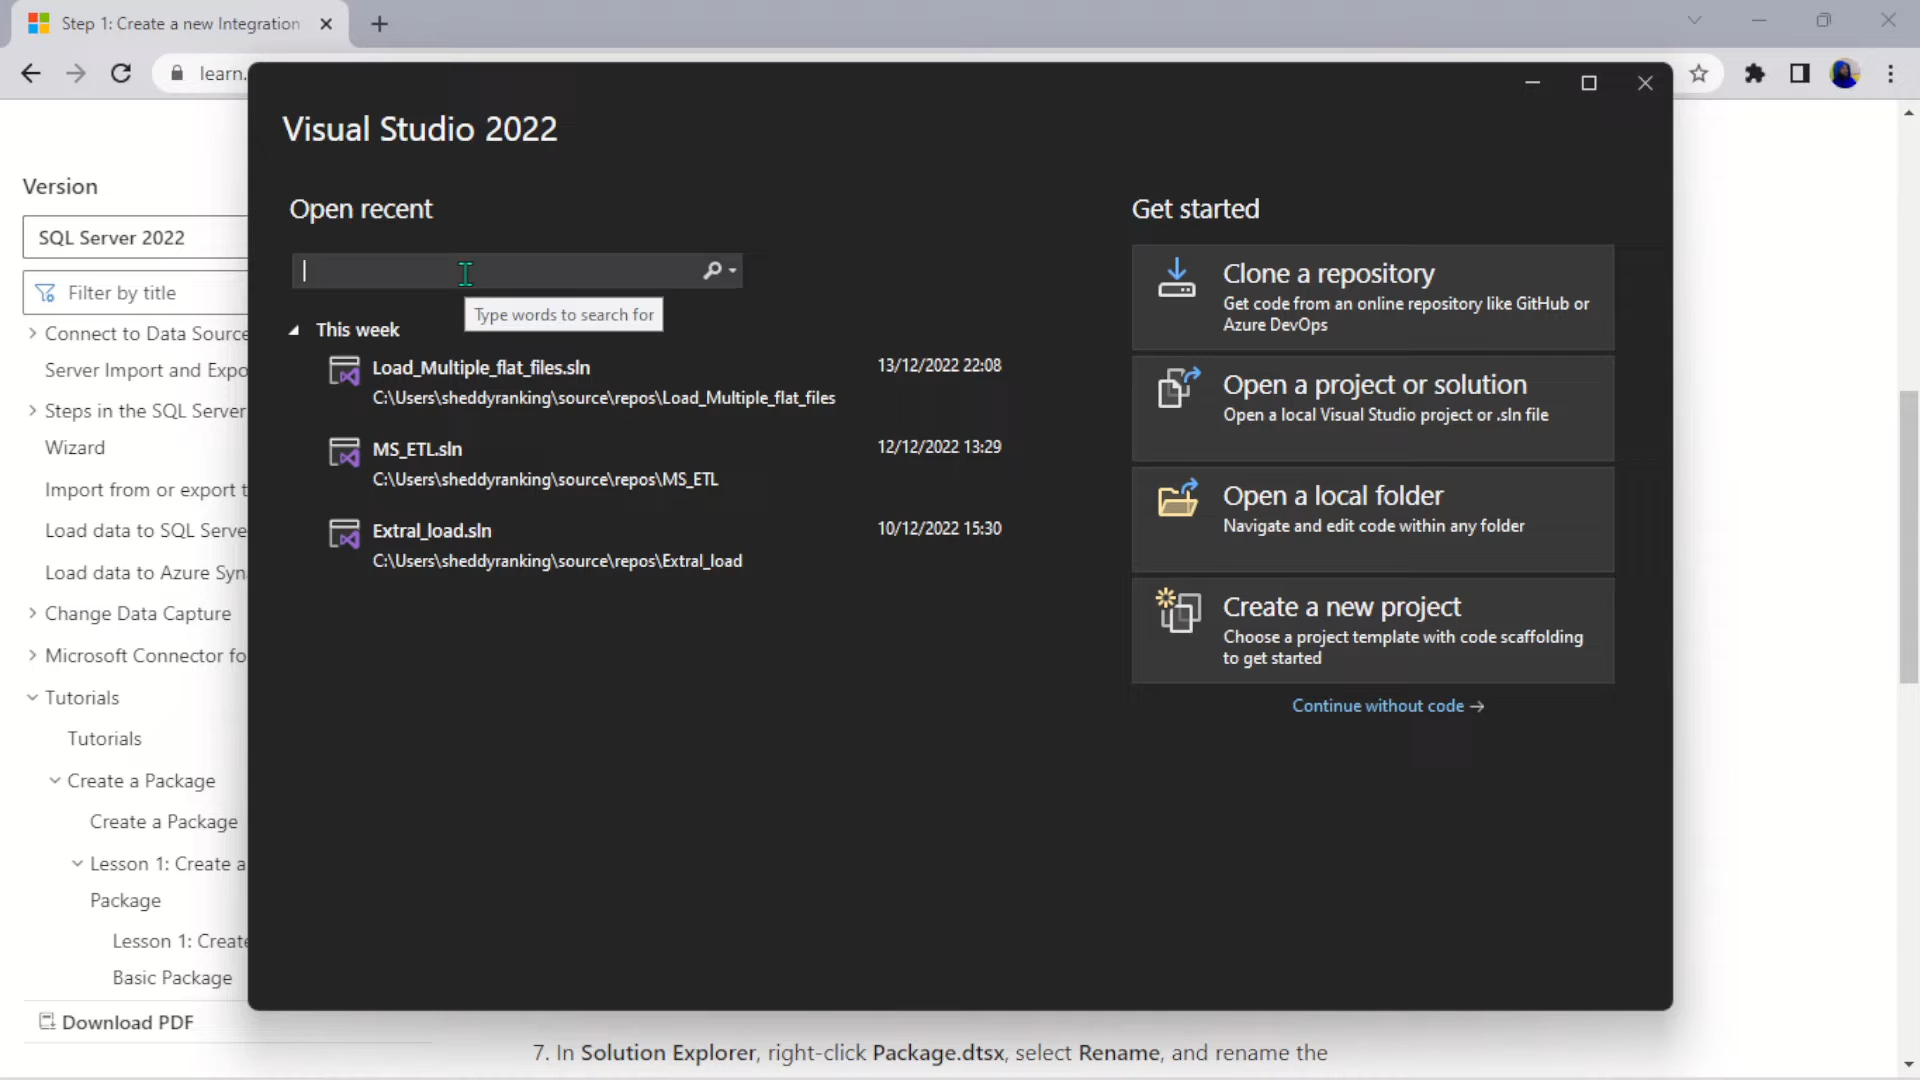 Step 1: Create a new Integration
learn.
Visual Studio 2022
Version
SQL Server 2022
Filter by title
Connect to Data Source
Server Import and Expo
Steps in the SQL Server
Wizard
Import from or export t
Load data to SQL Serve
Load data to Azure Syn
Change Data Capture
Microsoft Connector fo
Tutorials
Tutorials
Create a Package
Create a Package
Lesson 1: Create a
Package
Lesson 1: Create
Basic Package
Download PDF
Open recent
Type words to search for
This week
Load_Multiple_flat_files.sln
13/12/2022 22:08
C:\Users\sheddyranking\source\repos\Load_Multiple_flat_files
MS_ETL.sln
12/12/2022 13:29
C:\Users\sheddyranking\source\repos\MS_ETL
Extral_load.sln
10/12/2022 15:30
C:\Users\sheddyranking\source\repos\Extral_load
Get started
Clone a repository
Get code from an online repository like GitHub or
Azure DevOps
Open a project or solution
Open a local Visual Studio project or .sln file
Open a local folder
Navigate and edit code within any folder
Create a new project
Choose a project template with code scaffolding
to get started
Continue without code →
7. In Solution Explorer, right-click Package.dtsx, select Rename, and rename the